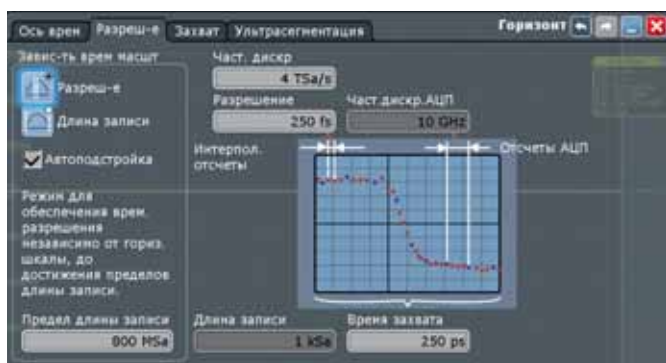 Ось врем Разреш-е Захват Ультрасегментация Горизонт
Завис-ть врем масшт
Разреш-е
Длина записи
Автоподстройка
Режим для
обеспечения врем.
разрешения
независимо от гориз.
шкалы, до
достижения пределов
длины записи.
Предел длины записи
800 MSa
Част. дискр
4 TSa/s
Разрешение
250 fs
Част дискр.АЦП
10 GHz
Интерпол.
отсчеты
Отсчеты АЦП
Длина записи
1 kSa
Время захвата
250 ps